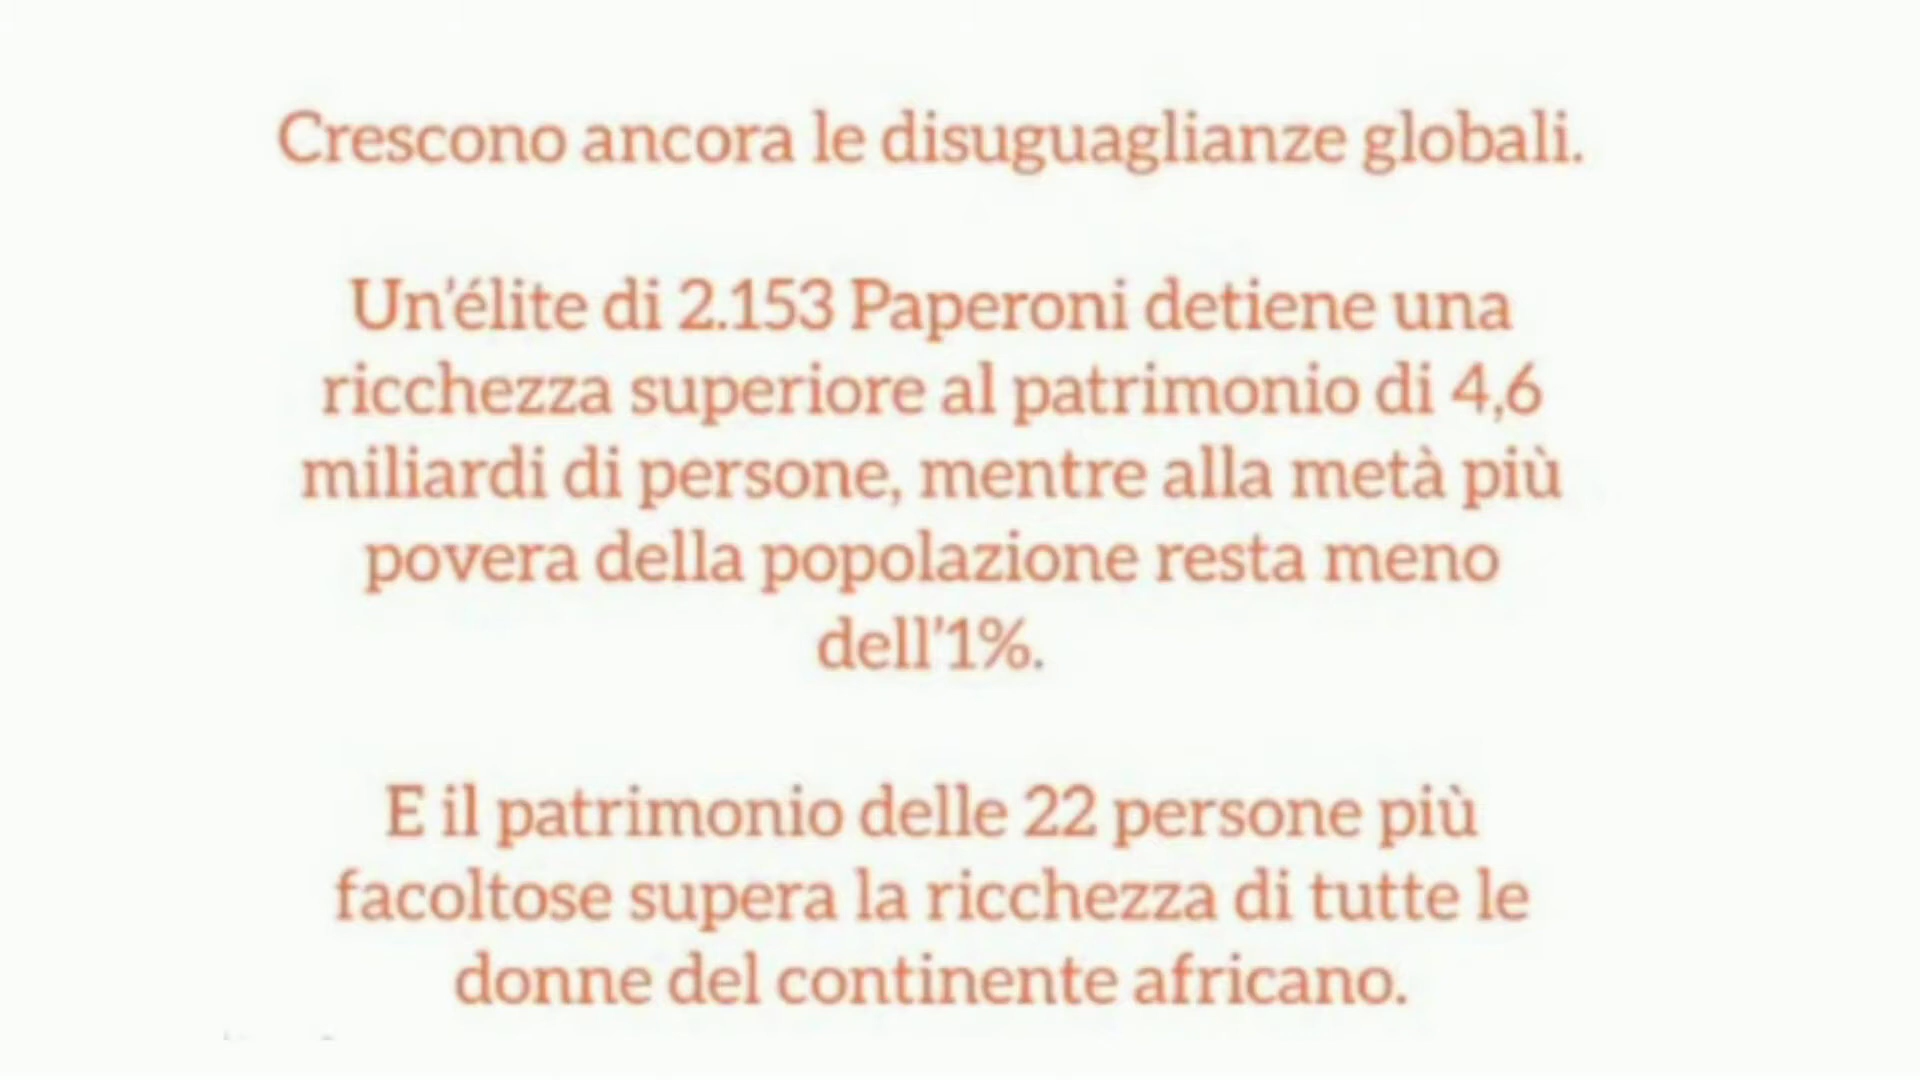 Crescono ancora le disuguaglianze globali.
Un'élite di 2.153 Paperoni detiene una
ricchezza superiore al patrimonio di 4,6
miliardi di persone, mentre alla metà più
povera della popolazione resta meno
dell'1%.
E il patrimonio delle 22 persone più
facoltose supera la ricchezza di tutte le
donne del continente africano.